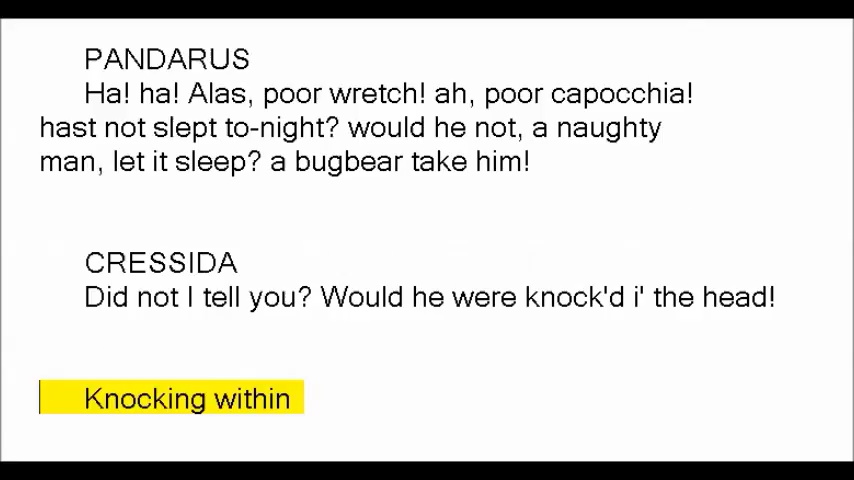 PANDARUS
Ha! ha! Alas, poor wretch! ah, poor capocchia!
hast not slept to-night? would he not, a naughty
man, let it sleep? a bugbear take him!
CRESSIDA
Did not I tell you? Would he were knock'd i' the head!
Knocking within